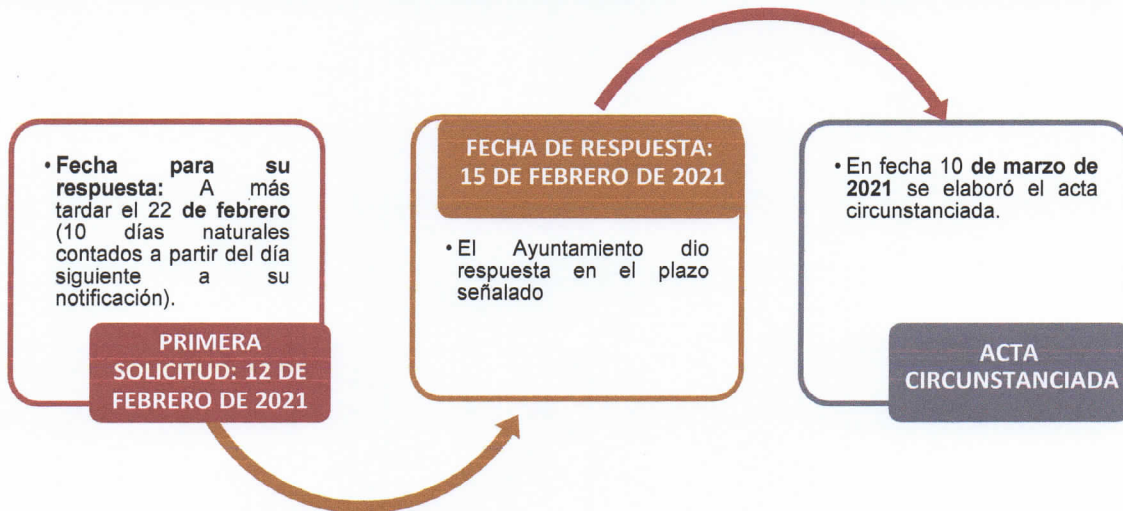 • Fecha para su
respuesta: A más
tardar el 22 de febrero
(10 días naturales
contados a partir del día
siguiente a su
notificación).
PRIMERA
SOLICITUD: 12 DE
FEBRERO DE 2021
FECHA DE RESPUESTA:
15 DE FEBRERO DE 2021
• El Ayuntamiento dio
respuesta en el plazo
señalado
• En fecha 10 de marzo de
2021 se elaboró el acta
circunstanciada.
ACTA
CIRCUNSTANCIADA